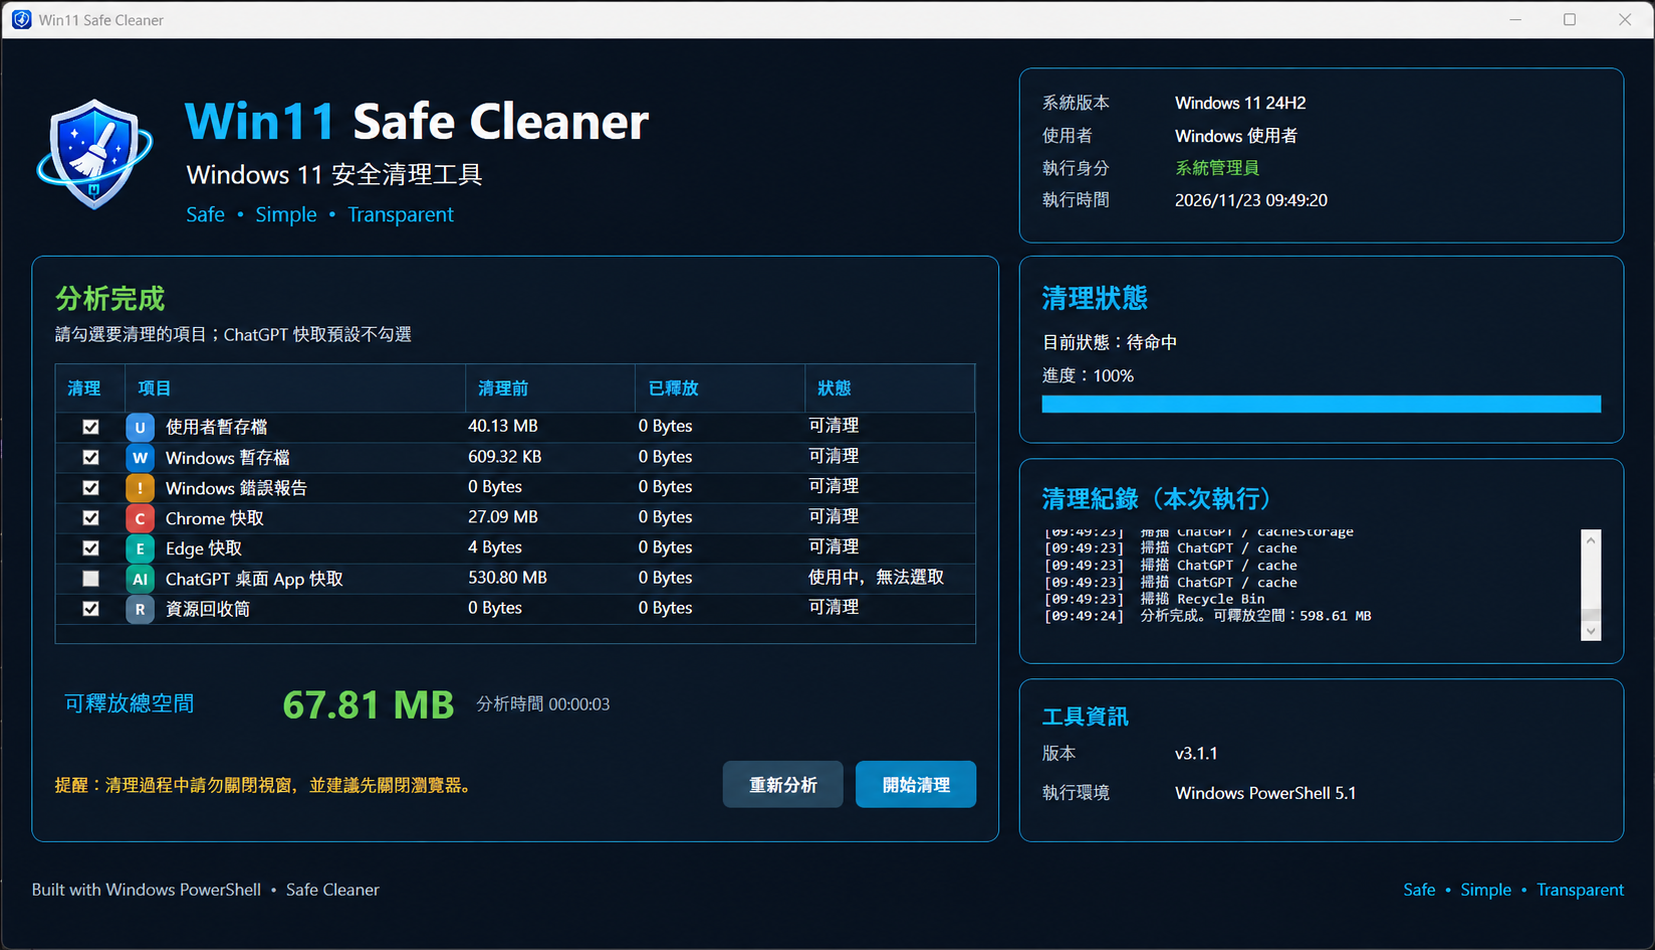 Win11 Safe Cleaner
Win11 Safe Cleaner
Windows 11 安全清理工具
Safe • Simple • Transparent
系統版本 Windows 11 24H2
使用者 Windows 使用者
執行身分 系統管理員
執行時間 2026/11/23 09:49:20
分析完成
請勾選要清理的項目；ChatGPT 快取預設不勾選
清理 項目 清理前 已釋放 狀態
U 使用者暫存檔 40.13 MB 0 Bytes 可清理
W Windows 暫存檔 609.32 KB 0 Bytes 可清理
! Windows 錯誤報告 0 Bytes 0 Bytes 可清理
C Chrome 快取 27.09 MB 0 Bytes 可清理
E Edge 快取 4 Bytes 0 Bytes 可清理
AI ChatGPT 桌面 App 快取 530.80 MB 0 Bytes 使用中，無法選取
R 資源回收筒 0 Bytes 0 Bytes 可清理
可釋放總空間 67.81 MB 分析時間 00:00:03
提醒：清理過程中請勿關閉視窗，並建議先關閉瀏覽器。
重新分析 開始清理
清理狀態
目前狀態：待命中
進度：100%
清理紀錄（本次執行）
[09:49:23] 掃描 ChatGPT / cacheStorage
[09:49:23] 掃描 ChatGPT / cache
[09:49:23] 掃描 ChatGPT / cache
[09:49:23] 掃描 ChatGPT / cache
[09:49:23] 掃描 Recycle Bin
[09:49:24] 分析完成。可釋放空間：598.61 MB
工具資訊
版本 v3.1.1
執行環境 Windows PowerShell 5.1
Built with Windows PowerShell • Safe Cleaner
Safe • Simple • Transparent